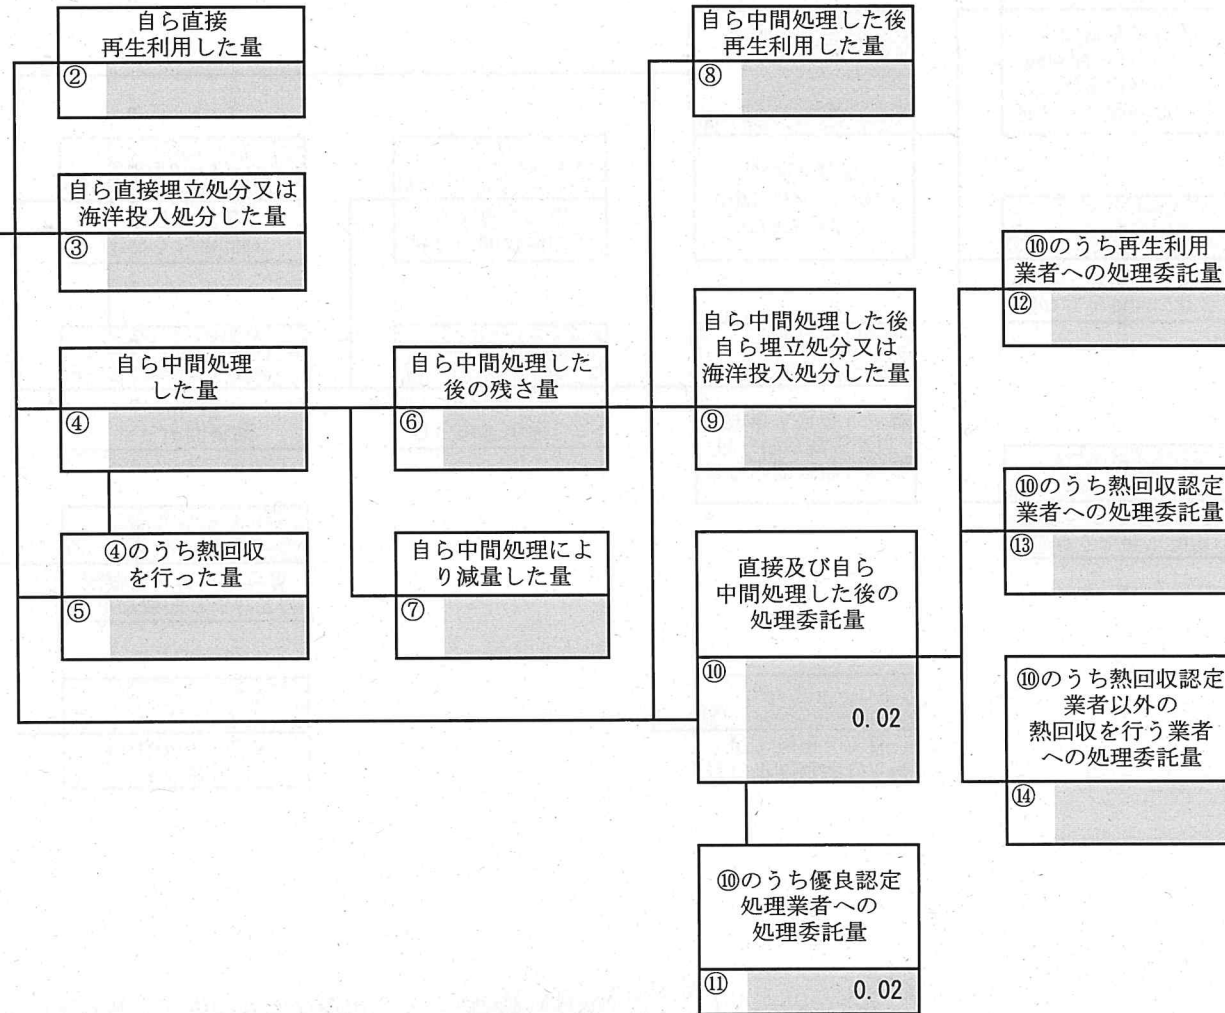 自ら直接
再生利用した量
②
自ら直接埋立処分又は
海洋投入処分した量
③
自ら中間処理
した量
④
④のうち熱回収
を行った量
⑤
自ら中間処理した
後の残さ量
⑥
自ら中間処理によ
り減量した量
⑦
自ら中間処理した後
再生利用した量
⑧
自ら中間処理した後
自ら埋立処分又は
海洋投入処分した量
⑨
直接及び自ら
中間処理した後の
処理委託量
⑩
0.02
⑩のうち優良認定
処理業者への
処理委託量
⑪
0.02
⑩のうち再生利用
業者への処理委託量
⑫
⑩のうち熱回収認定
業者への処理委託量
⑬
⑩のうち熱回収認定
業者以外の
熱回収を行う業者
への処理委託量
⑭